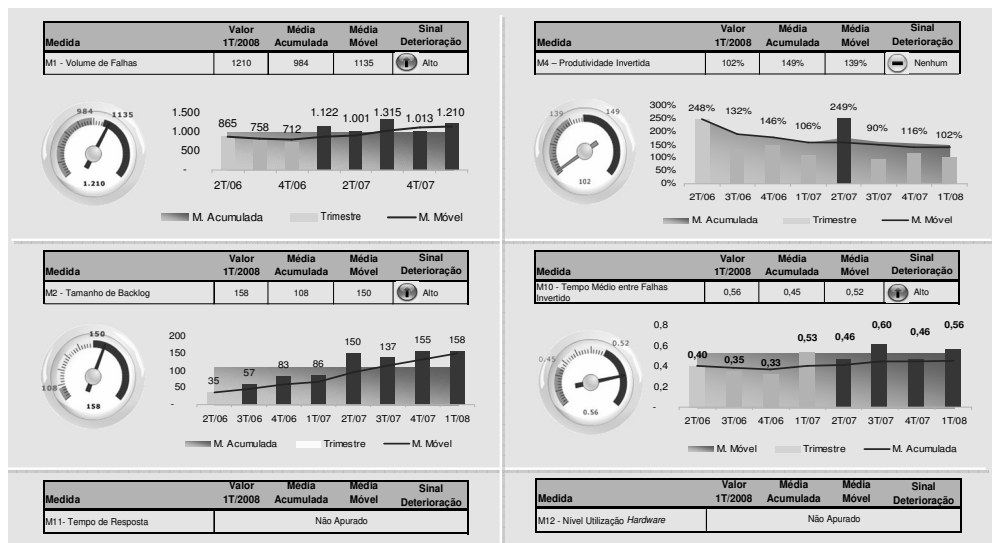 Medida Valor 1T/2008 Média Acumulada Média Móvel Sinal Deterioração
M1 - Volume de Falhas 1210 984 1135 Alto
984 1135
1.210
1.500
1.000
500
-
865 758 712 1.122 1.001 1.315 1.013 1.210
2T/06 4T/06 2T/07 4T/07
M. Acumulada Trimestre M. Móvel
Medida Valor 1T/2008 Média Acumulada Média Móvel Sinal Deterioração
M4 – Produtividade Invertida 102% 149% 139% Nenhum
139 149
102
300%
250%
200%
150%
100%
50%
0%
248% 132% 146% 106% 249% 90% 116% 102%
2T/06 3T/06 4T/06 1T/07 2T/07 3T/07 4T/07 1T/08
M. Acumulada Trimestre M. Móvel
Medida Valor 1T/2008 Média Acumulada Média Móvel Sinal Deterioração
M2 - Tamanho de Backlog 158 108 150 Alto
150
108
158
200
150
100
50
-
35 57 83 86 150 137 155 158
2T/06 3T/06 4T/06 1T/07 2T/07 3T/07 4T/07 1T/08
M. Acumulada Trimestre M. Móvel
Medida Valor 1T/2008 Média Acumulada Média Móvel Sinal Deterioração
M10 - Tempo Médio entre Falhas Invertido 0,56 0,45 0,52 Alto
0.45 0.52
0.56
0,8
0,6
0,4
0,2
-
0,40 0,35 0,33 0,53 0,46 0,60 0,46 0,56
2T/06 3T/06 4T/06 1T/07 2T/07 3T/07 4T/07 1T/08
M. Móvel Trimestre M. Acumulada
Medida Valor 1T/2008 Média Acumulada Média Móvel Sinal Deterioração
M11- Tempo de Resposta Não Apurado
Medida Valor 1T/2008 Média Acumulada Média Móvel Sinal Deterioração
M12 - Nível Utilização Hardware Não Apurado